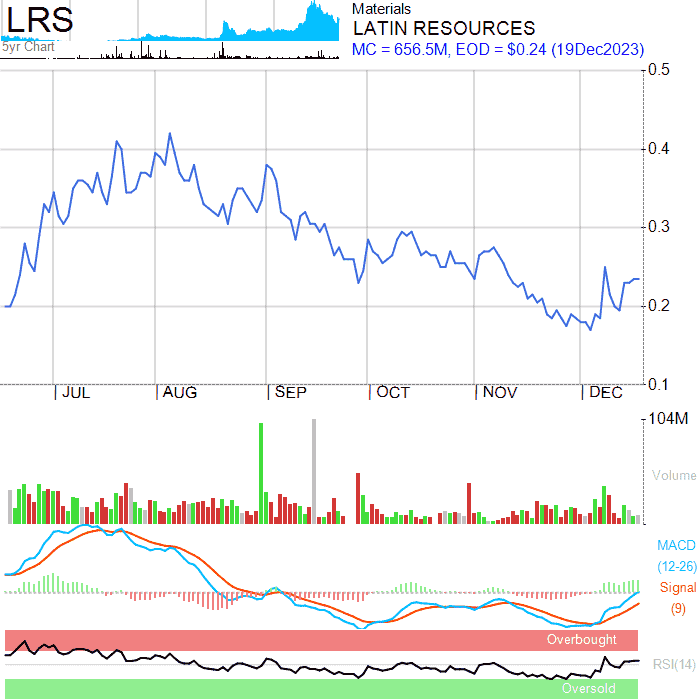 LRS
5yr Chart
Materials
LATIN RESOURCES
MC = 656.5M, EOD = $0.24 (19Dec2023)
0.5
0.4
0.3
0.2
0.1
JUL
AUG
SEP
OCT
NOV
DEC
104M
Volume
MACD
(12-26)
Signal
(9)
Overbought
RSI(14)
Oversold